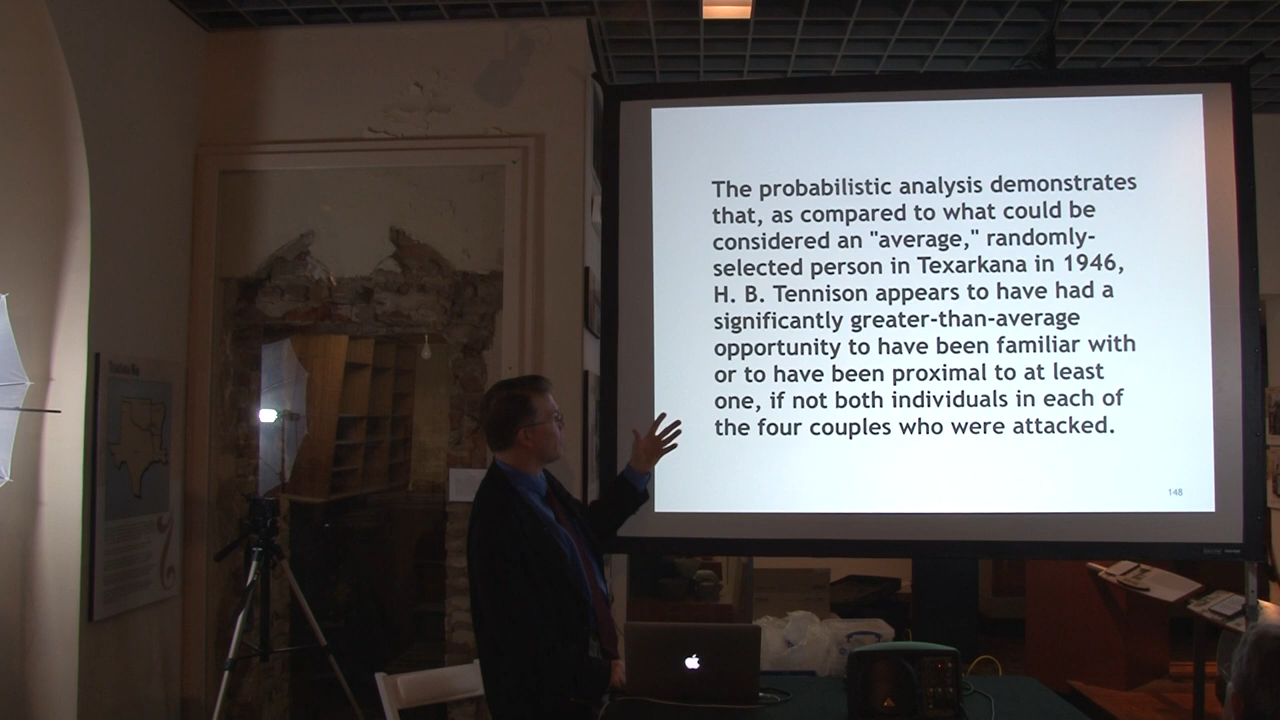 The probabilistic analysis demonstrates
that, as compared to what could be
considered an "average," randomly-
selected person in Texarkana in 1946,
H. B. Tennison appears to have had a
significantly greater-than-average
opportunity to have been familiar with
or to have been proximal to at least
one, if not both individuals in each of
the four couples who were attacked.
148